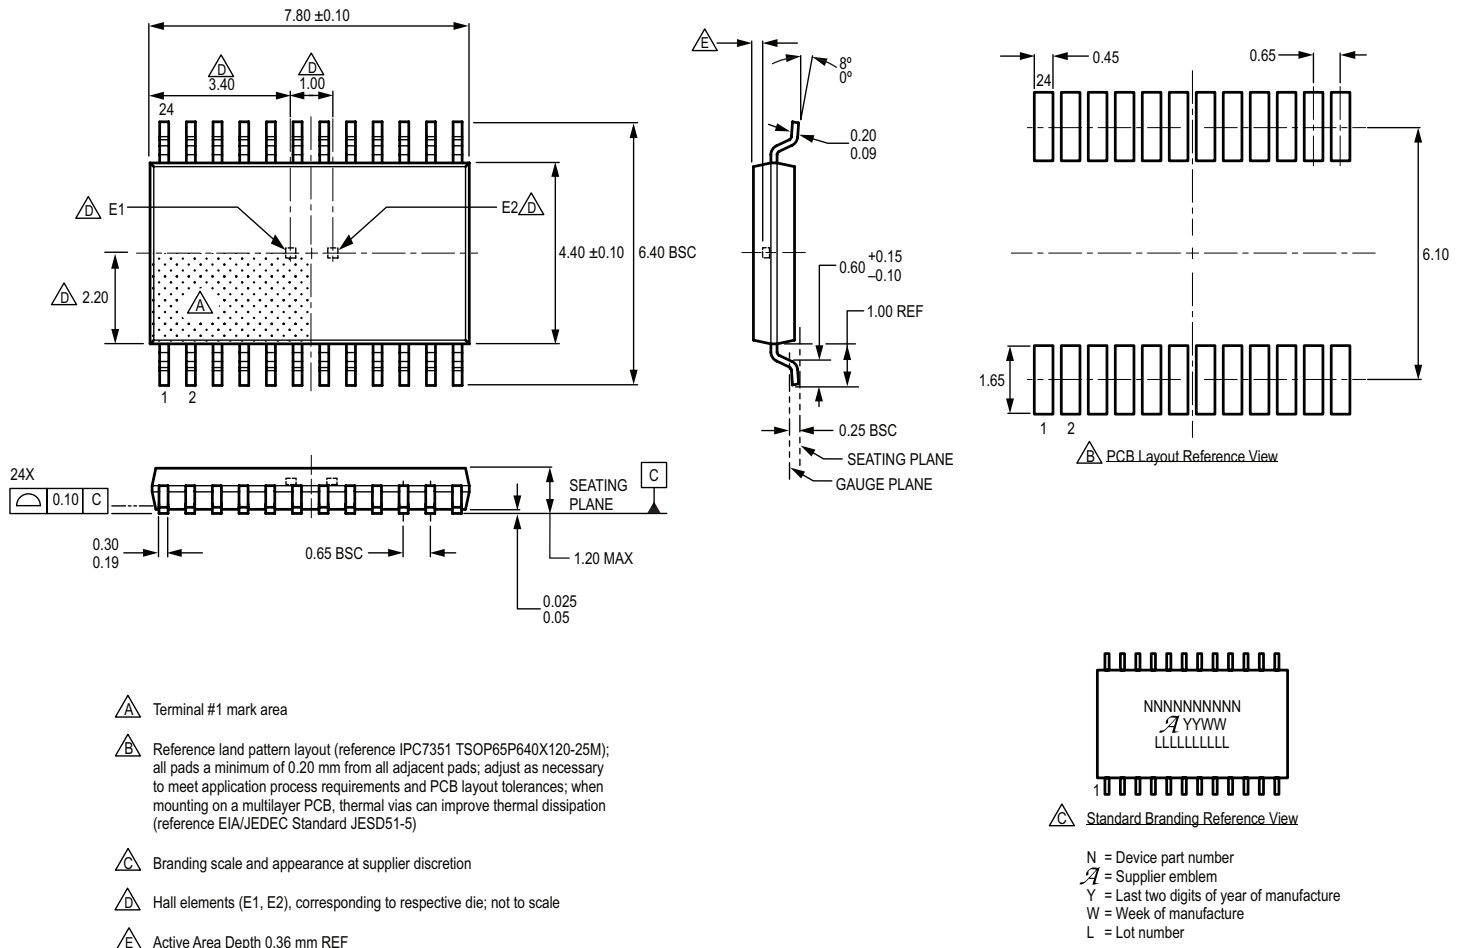 7.80 ±0.10
D
3.40
D
1.00
24
D E1
E2 D
D 2.20
A
4.40 ±0.10
6.40 BSC
1 2
E
8º
0º
0.20
0.09
0.60 +0.15
–0.10
1.00 REF
0.25 BSC
SEATING PLANE
GAUGE PLANE
0.45
0.65
24
6.10
1.65
1 2
B PCB Layout Reference View
24X
0.10 C
SEATING
PLANE
C
0.30
0.19
0.65 BSC
1.20 MAX
0.025
0.05
A Terminal #1 mark area
B Reference land pattern layout (reference IPC7351 TSOP65P640X120-25M);
all pads a minimum of 0.20 mm from all adjacent pads; adjust as necessary
to meet application process requirements and PCB layout tolerances; when
mounting on a multilayer PCB, thermal vias can improve thermal dissipation
(reference EIA/JEDEC Standard JESD51-5)
C Branding scale and appearance at supplier discretion
D Hall elements (E1, E2), corresponding to respective die; not to scale
E Active Area Depth 0.36 mm REF
NNNNNNNNNN
A YYWW
LLLLLLLLLL
1
C Standard Branding Reference View
N = Device part number
A = Supplier emblem
Y = Last two digits of year of manufacture
W = Week of manufacture
L = Lot number